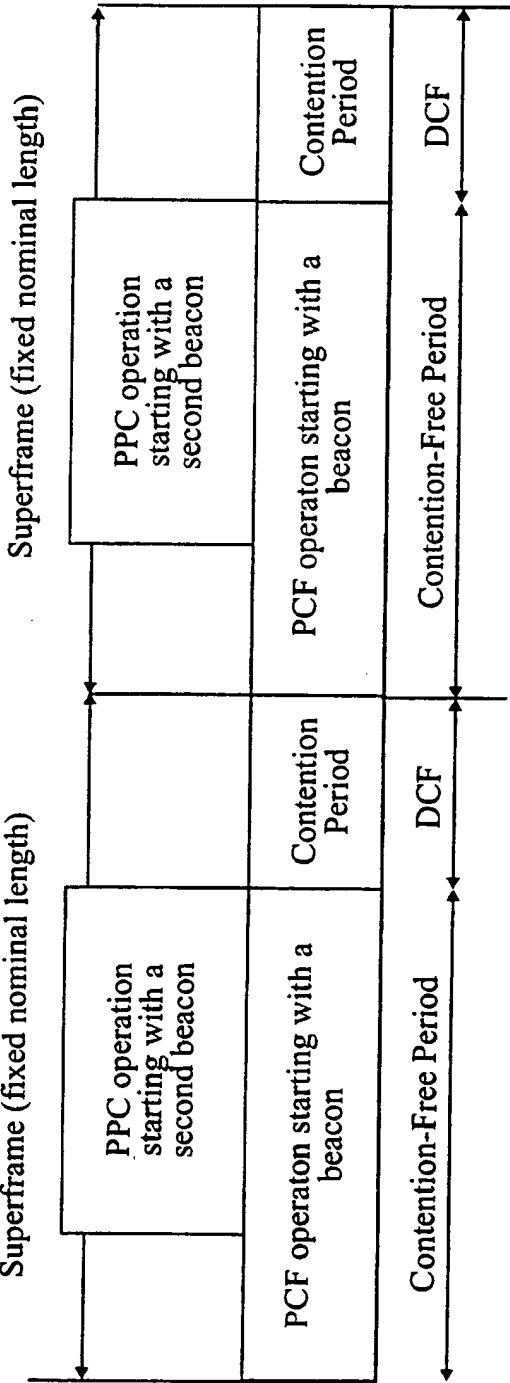 Superframe (fixed nominal length)
Superframe (fixed nominal length)
PPC operation
starting with a
second beacon
PPC operation
starting with a
second beacon
PCF operaton starting with a
beacon
Contention
Period
PCF operaton starting with a
beacon
Contention
Period
Contention-Free Period
DCF
Contention-Free Period
DCF